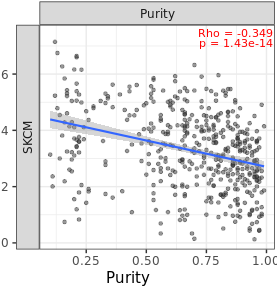 Purity
Rho = -0.349
p = 1.43e-14
SKCM
6
4
2
0
0.25 0.50 0.75 1.00
Purity